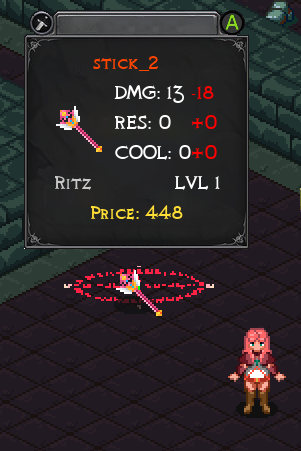 A
stick_2
DMG: 13 -18
RES: 0 +0
COOL: 0+0
Ritz LVL 1
Price: 448